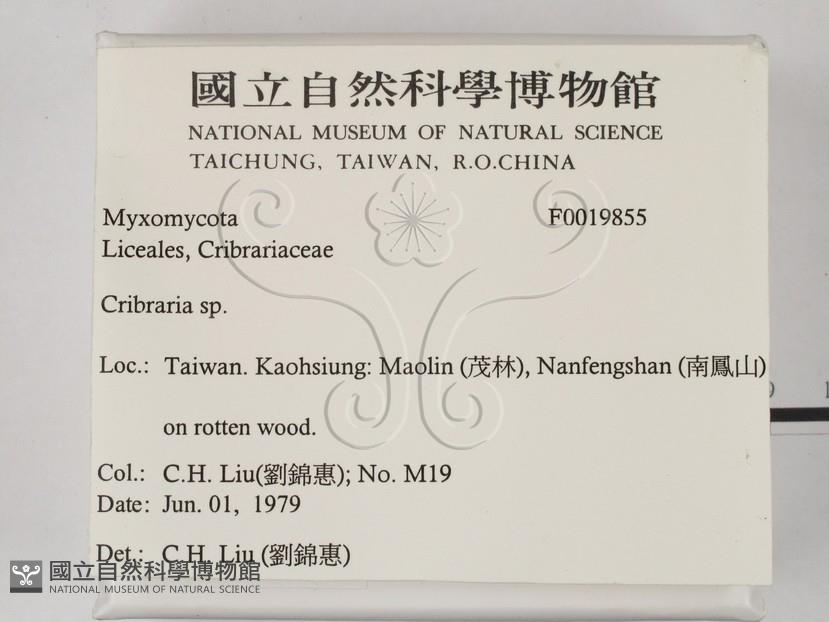 國立自然科學博物館
NATIONAL MUSEUM OF NATURAL SCIENCE
TAICHUNG, TAIWAN, R.O.CHINA
Myxomycota F0019855
Liceales, Cribrariaceae
Cribraria sp.
Loc.: Taiwan. Kaohsiung: Maolin (茂林), Nanfengshan (南鳳山)
on rotten wood.
Col.: C.H. Liu(劉錦惠); No. M19
Date: Jun. 01, 1979
Det.: C.H. Liu (劉錦惠)
國立自然科學博物館
NATIONAL MUSEUM OF NATURAL SCIENCE